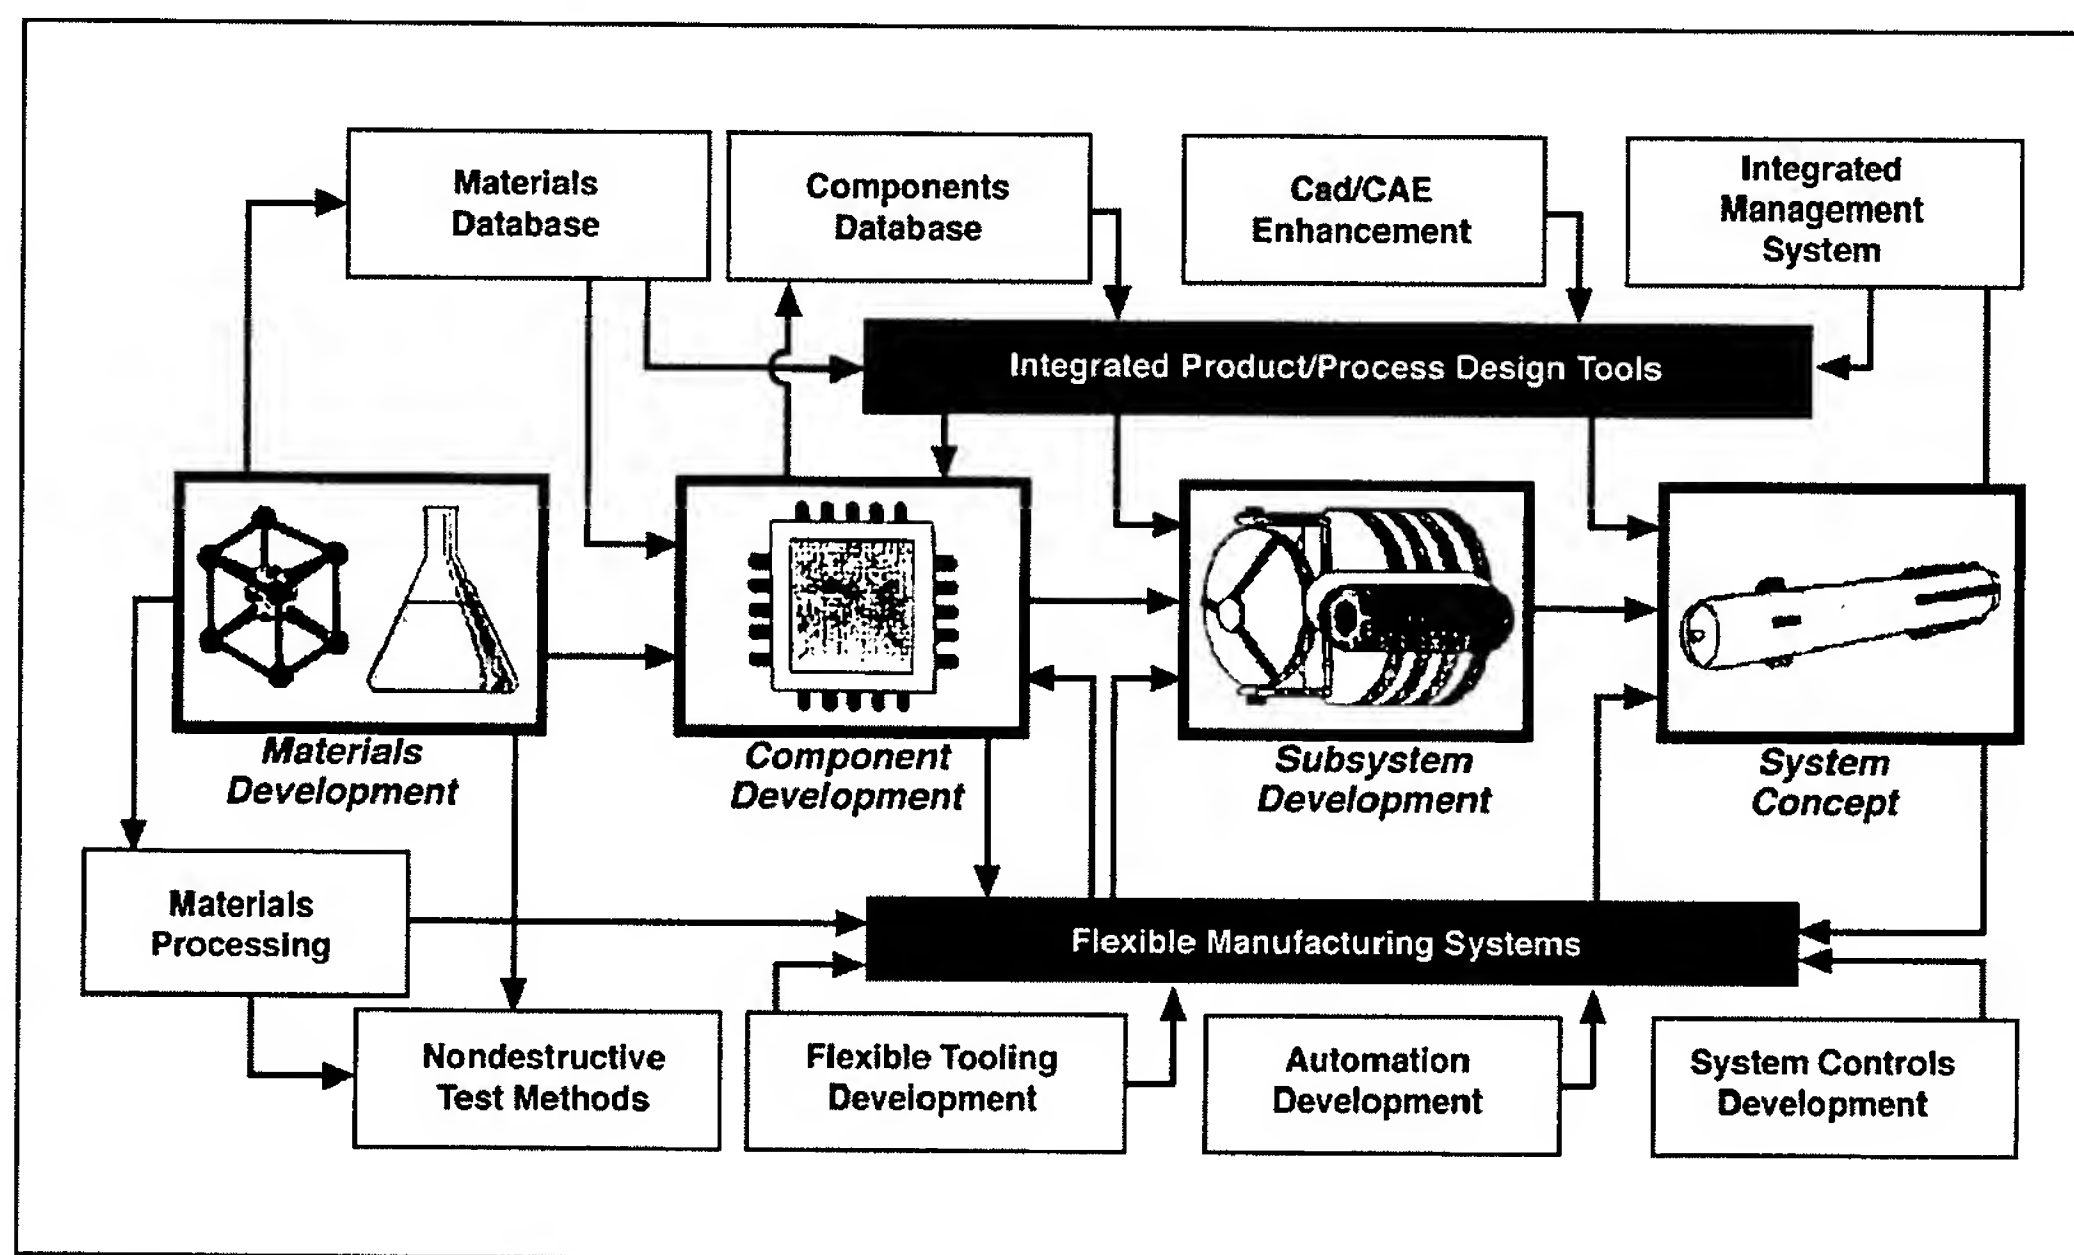 Materials
Database
Components
Database
Cad/CAE
Enhancement
Integrated
Management
System
Integrated Product/Process Design Tools
Materials
Development
Component
Development
Subsystem
Development
System
Concept
Materials
Processing
Flexible Manufacturing Systems
Nondestructive
Test Methods
Flexible Tooling
Development
Automation
Development
System Controls
Development